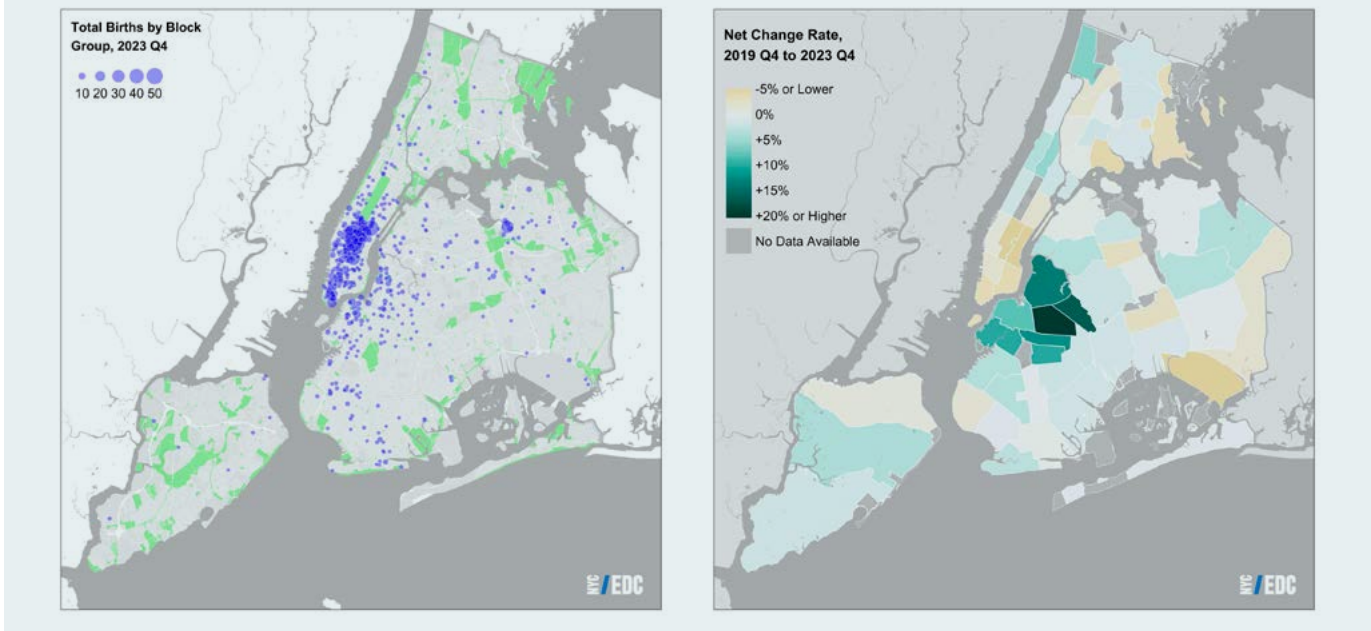 Total Births by Block
Group, 2023 Q4
10 20 30 40 50
NYC/EDC
Net Change Rate,
2019 Q4 to 2023 Q4
-5% or Lower
0%
+5%
+10%
+15%
+20% or Higher
No Data Available
NYC/EDC